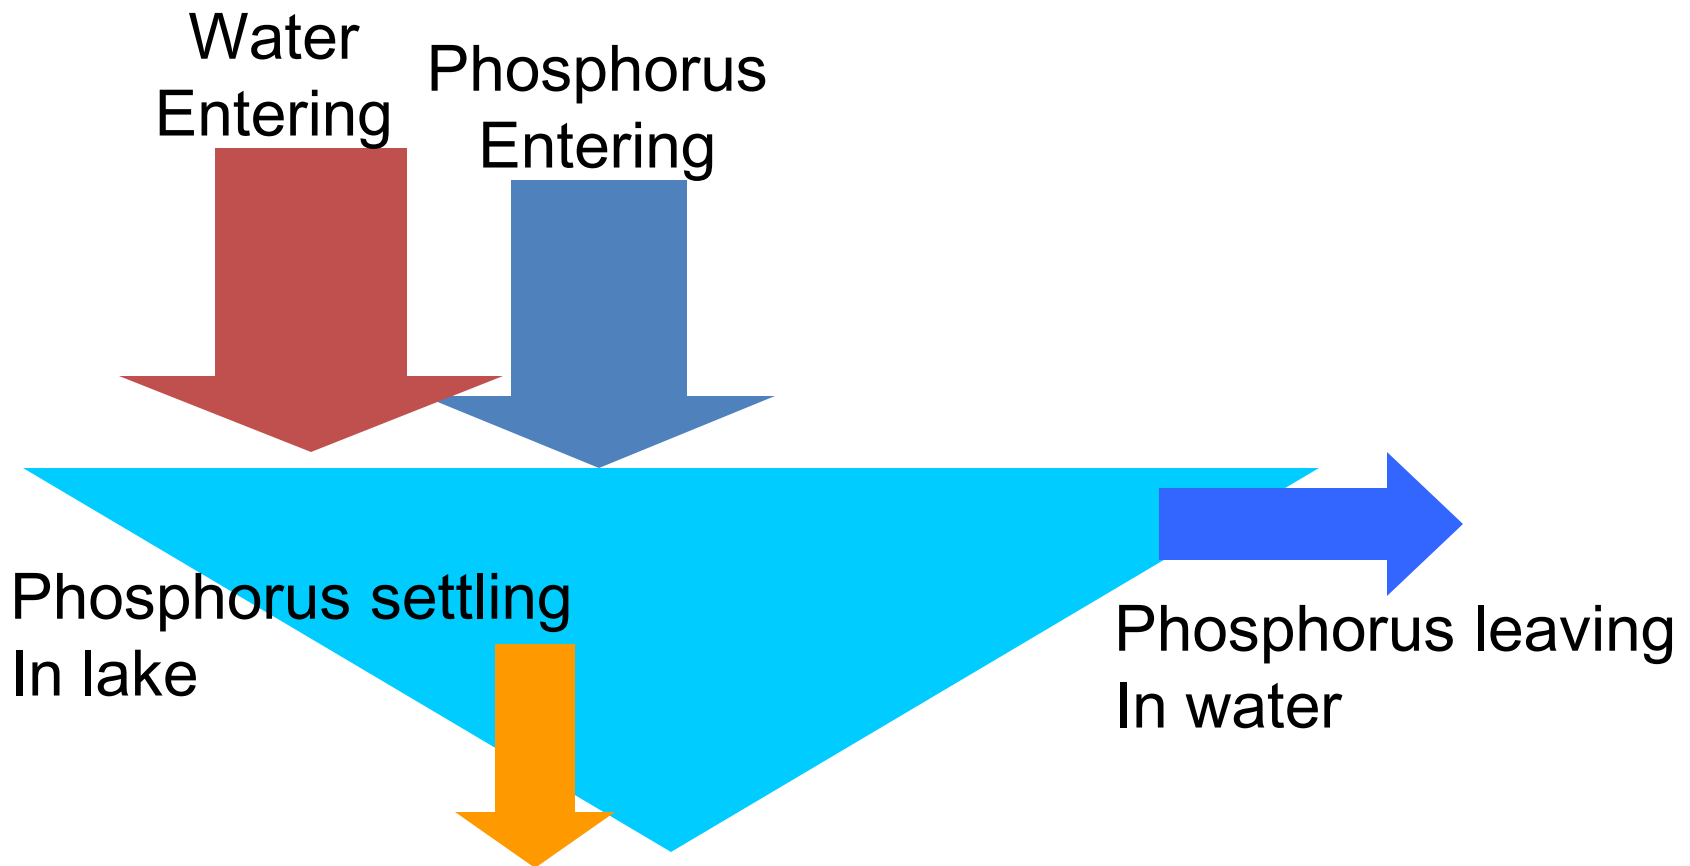 Water
Entering
Phosphorus
Entering
Phosphorus settling
In lake
Phosphorus leaving
In water